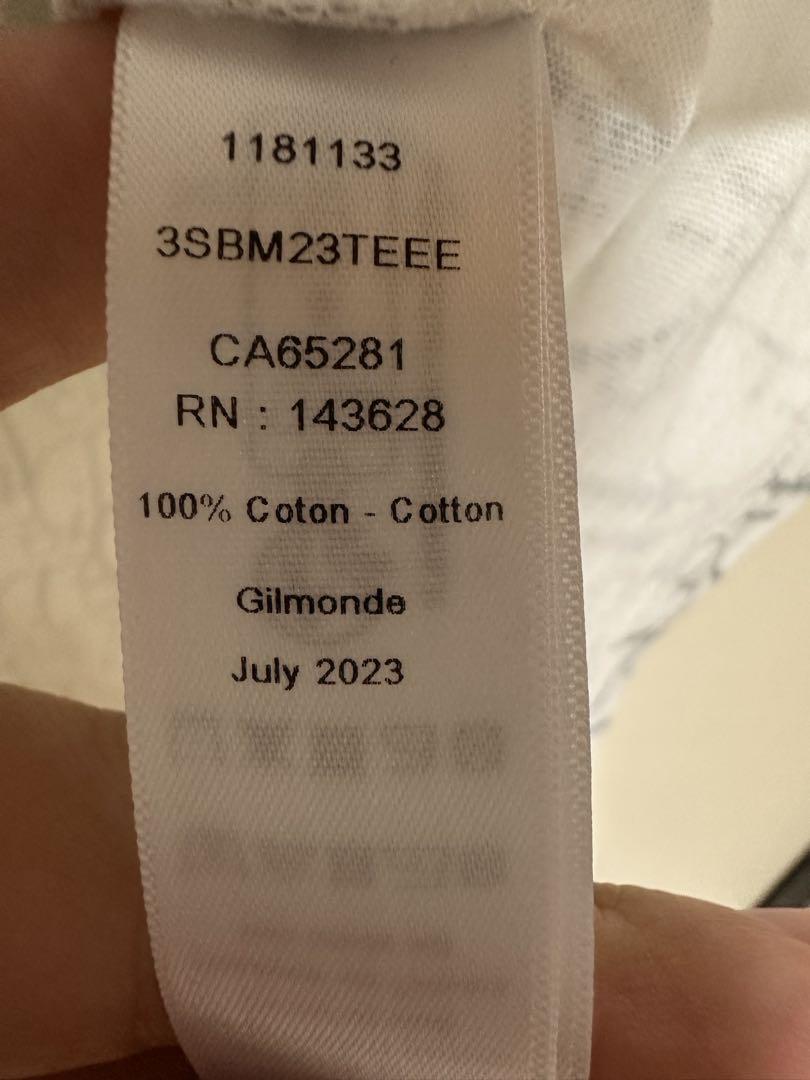 1181133
3SBM23TEEE
CA65281
RN : 143628
100% Coton - Cotton
Gilmonde
July 2023